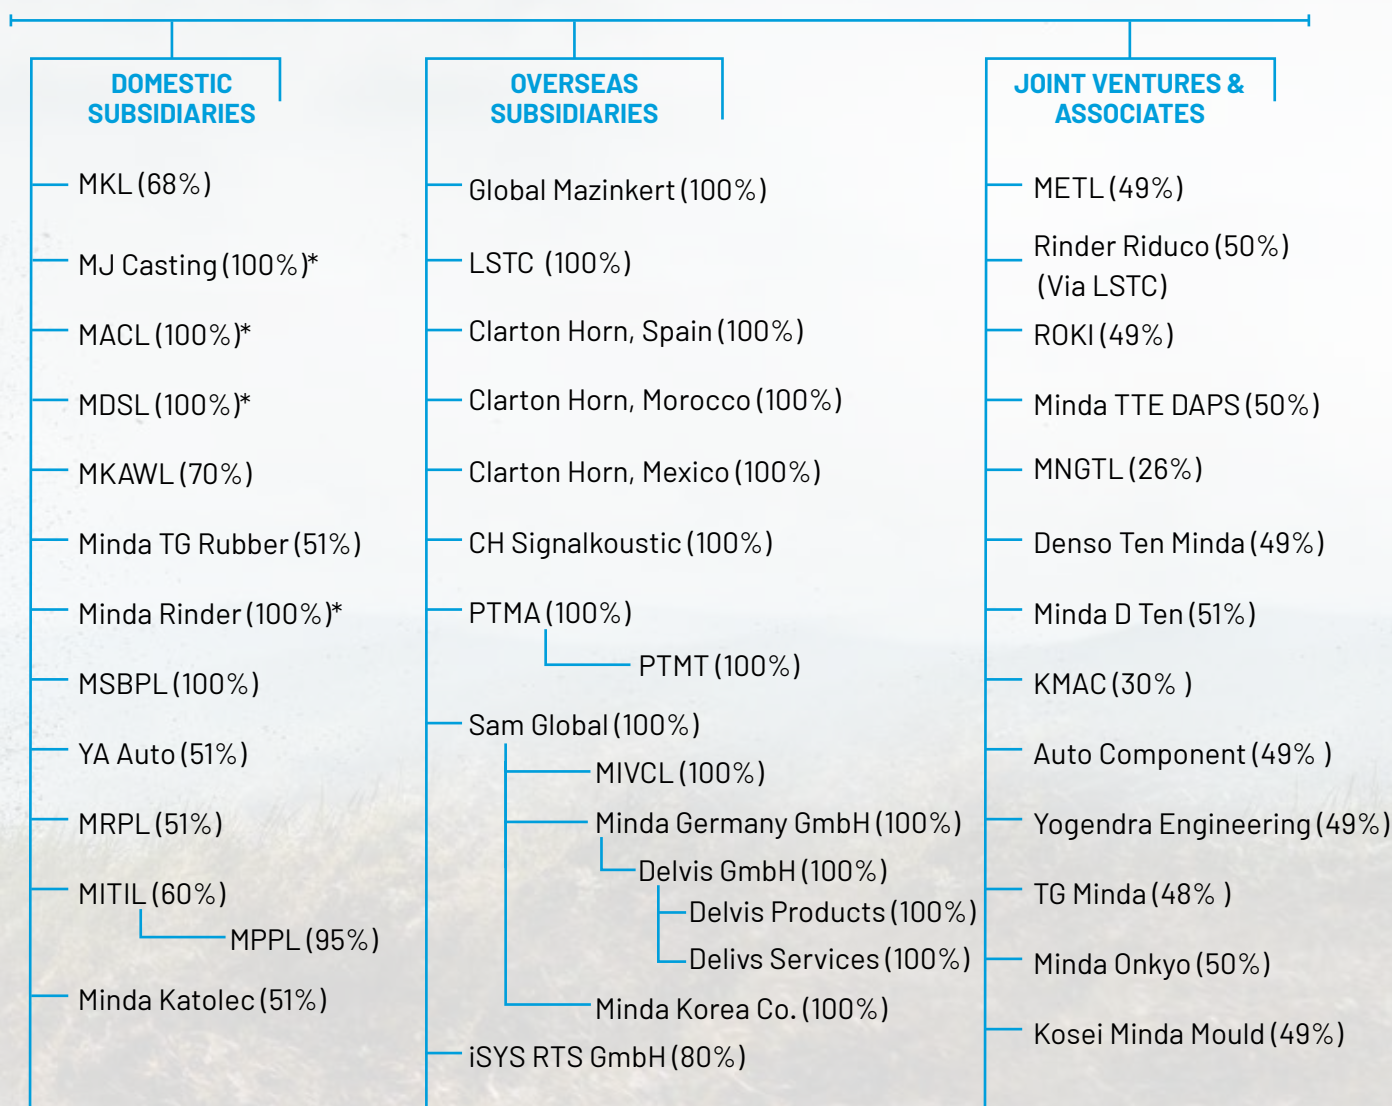 DOMESTIC
SUBSIDIARIES
MKL (68%)
MJ Casting (100%)*
MACL (100%)*
MDSL (100%)*
MKAWL (70%)
Minda TG Rubber (51%)
Minda Rinder (100%)*
MSBPL (100%)
YA Auto (51%)
MRPL (51%)
MITIL (60%)
MPPL (95%)
Minda Katolec (51%)
OVERSEAS
SUBSIDIARIES
Global Mazinkert (100%)
LSTC (100%)
Clarton Horn, Spain (100%)
Clarton Horn, Morocco (100%)
Clarton Horn, Mexico (100%)
CH Signalkoustic (100%)
PTMA (100%)
PTMT (100%)
Sam Global (100%)
MIVCL (100%)
Minda Germany GmbH (100%)
Delvis GmbH (100%)
Delvis Products (100%)
Delivs Services (100%)
Minda Korea Co. (100%)
iSYS RTS GmbH (80%)
JOINT VENTURES &
ASSOCIATES
METL (49%)
Rinder Riduco (50%)
(Via LSTC)
ROKI (49%)
Minda TTE DAPS (50%)
MNGTL (26%)
Denso Ten Minda (49%)
Minda D Ten (51%)
KMAC (30% )
Auto Component (49% )
Yogendra Engineering (49%)
TG Minda (48% )
Minda Onkyo (50%)
Kosei Minda Mould (49%)